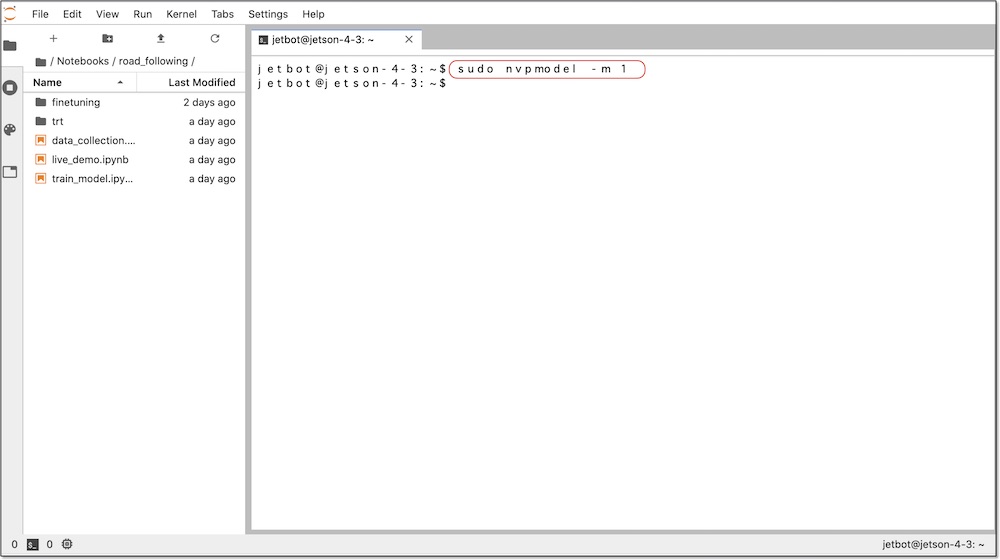 File Edit View Run Kernel Tabs Settings Help
jetbot@jetson-4-3: ~
/ Notebooks / road_following /
Name Last Modified
finetuning 2 days ago
trt a day ago
data_collection.... a day ago
live_demo.ipynb a day ago
train_model.ipy... a day ago
jetbot@jetson-4-3:~$ sudo nvpmodel -m 1
jetbot@jetson-4-3:~$
0 $_ 0 jetbot@jetson-4-3: ~